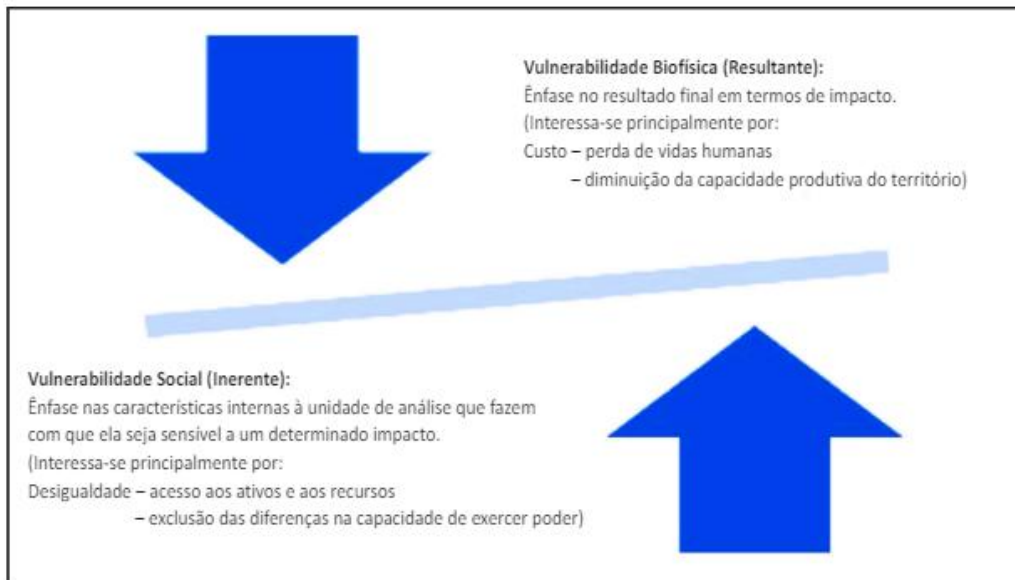 Vulnerabilidade Biofísica (Resultante):
Ênfase no resultado final em termos de impacto.
(Interessa-se principalmente por:
Custo – perda de vidas humanas
– diminuição da capacidade produtiva do território)
Vulnerabilidade Social (Inerente):
Ênfase nas características internas à unidade de análise que fazem
com que ela seja sensível a um determinado impacto.
(Interessa-se principalmente por:
Desigualdade – acesso aos ativos e aos recursos
– exclusão das diferenças na capacidade de exercer poder)